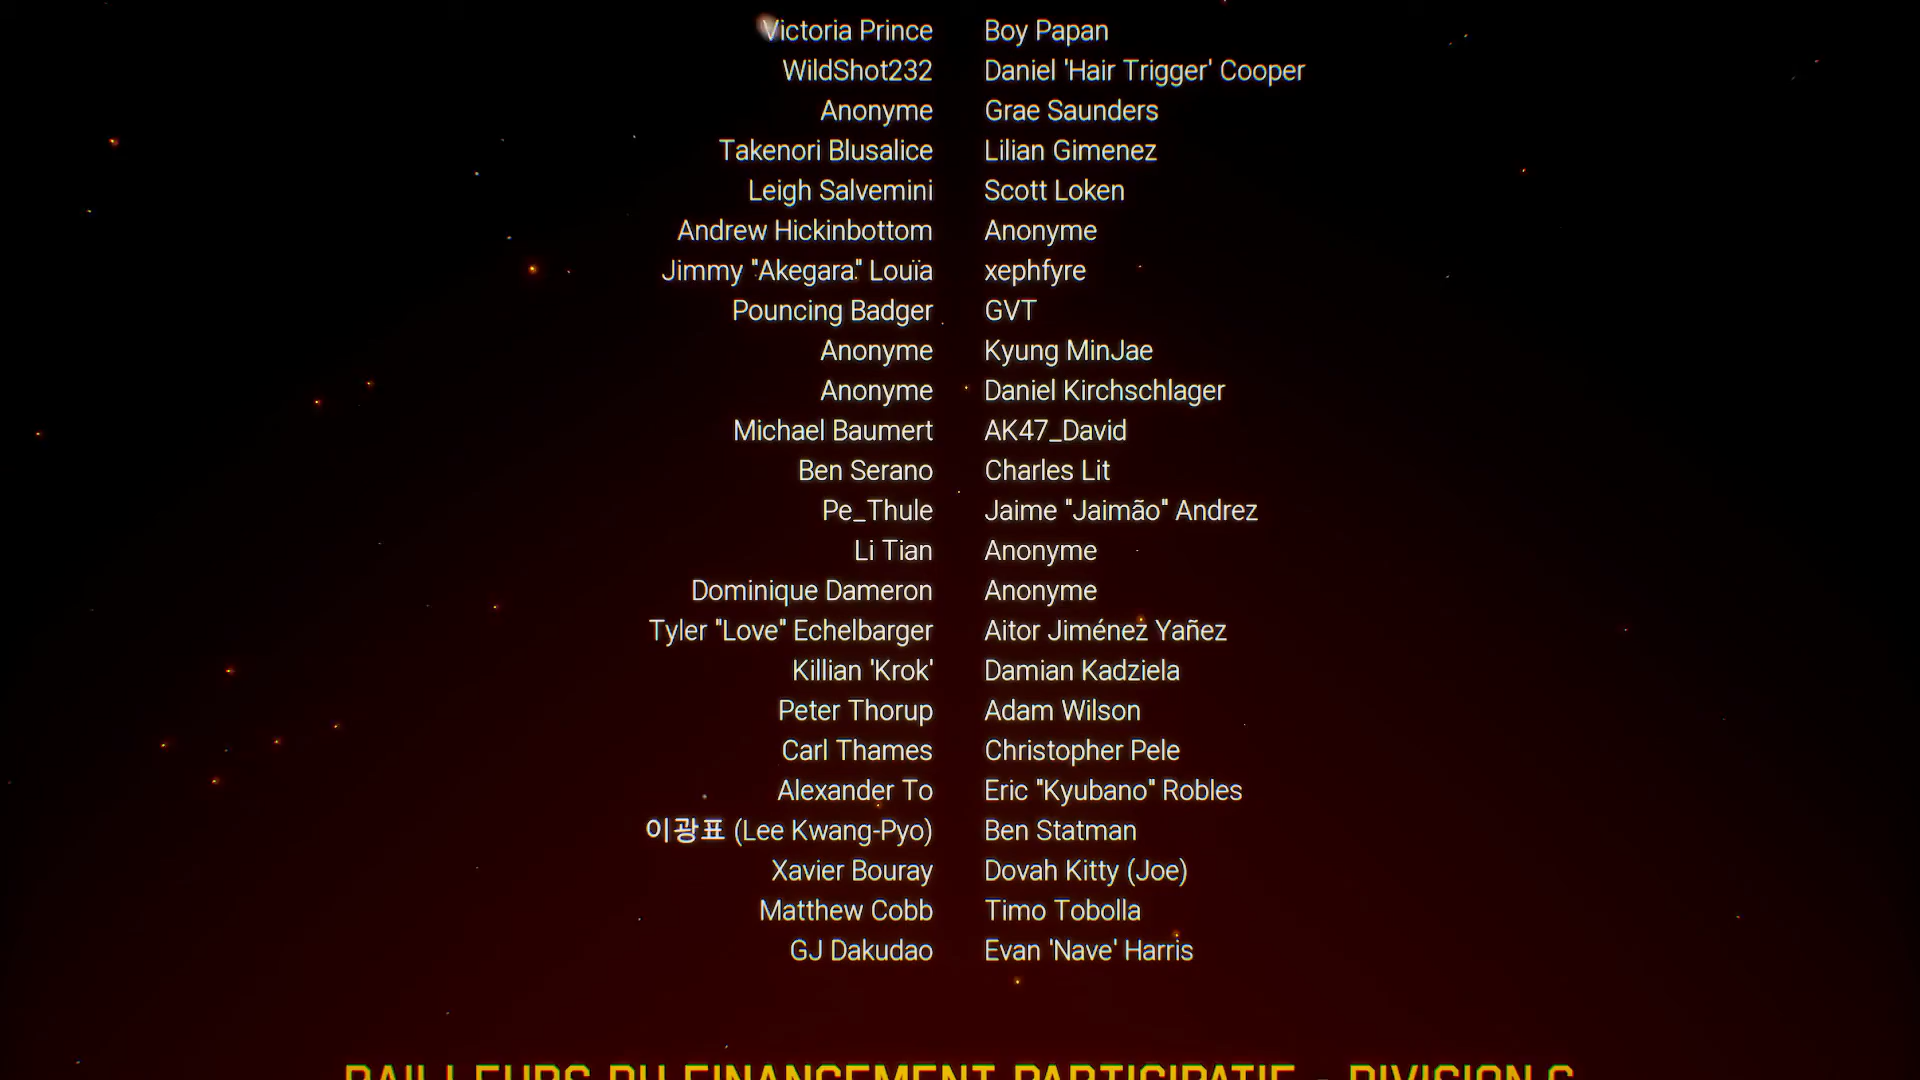 Victoria Prince Boy Papan
WildShot232 Daniel 'Hair Trigger' Cooper
Anonyme Grae Saunders
Takenori Blusalice Lilian Gimenez
Leigh Salvemini Scott Loken
Andrew Hickinbottom Anonyme
Jimmy "Akegara" Louïa xephfyre
Pouncing Badger GVT
Anonyme Kyung MinJae
Anonyme Daniel Kirchschlager
Michael Baumert AK47_David
Ben Serano Charles Lit
Pe_Thule Jaime "Jaimão" Andrez
Li Tian Anonyme
Dominique Dameron Anonyme
Tyler "Love" Echelbarger Aitor Jiménez Yañez
Killian 'Krok' Damian Kadziela
Peter Thorup Adam Wilson
Carl Thames Christopher Pele
Alexander To Eric "Kyubano" Robles
이광표 (Lee Kwang-Pyo) Ben Statman
Xavier Bouray Dovah Kitty (Joe)
Matthew Cobb Timo Tobolla
GJ Dakudao Evan 'Nave' Harris
DU FINANCEMENT PARTICIPATIF - DIVISION